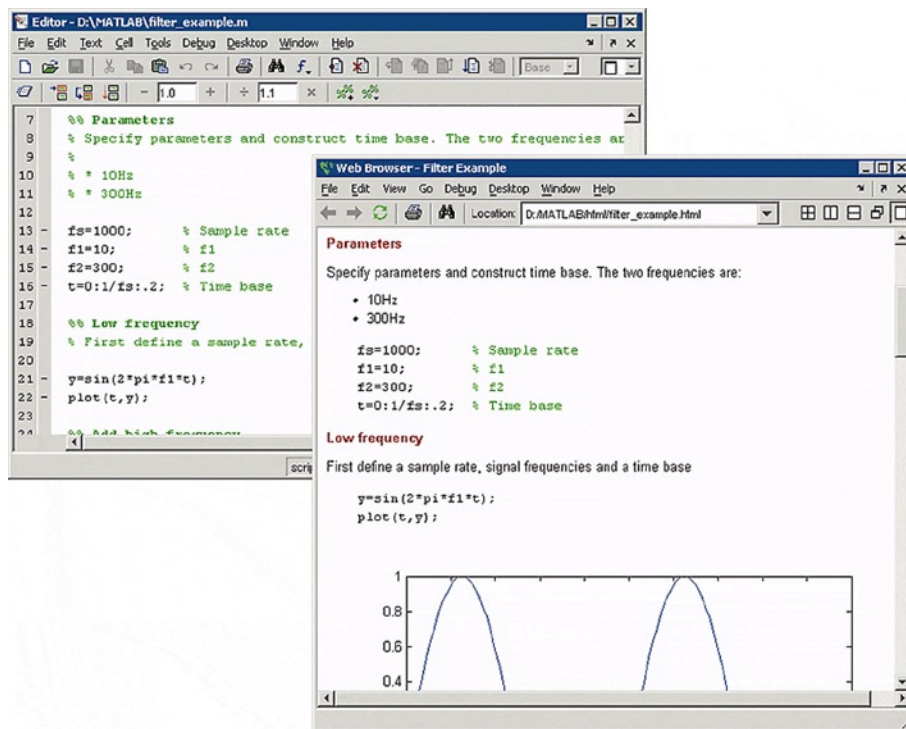 Editor - D:\MATLAB\filter_example.m
File Edit Text Cell Tools Debug Desktop Window Help
Base
1.0 1.1
7 %% Parameters
8 % Specify parameters and construct time base. The two frequencies ar
9 %
10 % * 10Hz
11 % * 300Hz
12
13 - fs=1000; % Sample rate
14 - f1=10; % f1
15 - f2=300; % f2
16 - t=0:1/fs:.2; % Time base
17
18 %% Low frequency
19 % First define a sample rate,
20
21 - y=sin(2*pi*f1*t);
22 - plot(t,y);
23
24 %% Add high frequency
scrip
Web Browser - Filter Example
File Edit View Go Debug Desktop Window Help
Location: D:/MATLAB/html/filter_example.html
Parameters
Specify parameters and construct time base. The two frequencies are:
• 10Hz
• 300Hz
fs=1000; % Sample rate
f1=10; % f1
f2=300; % f2
t=0:1/fs:.2; % Time base
Low frequency
First define a sample rate, signal frequencies and a time base
y=sin(2*pi*f1*t);
plot(t,y);
1
0.8
0.6
0.4